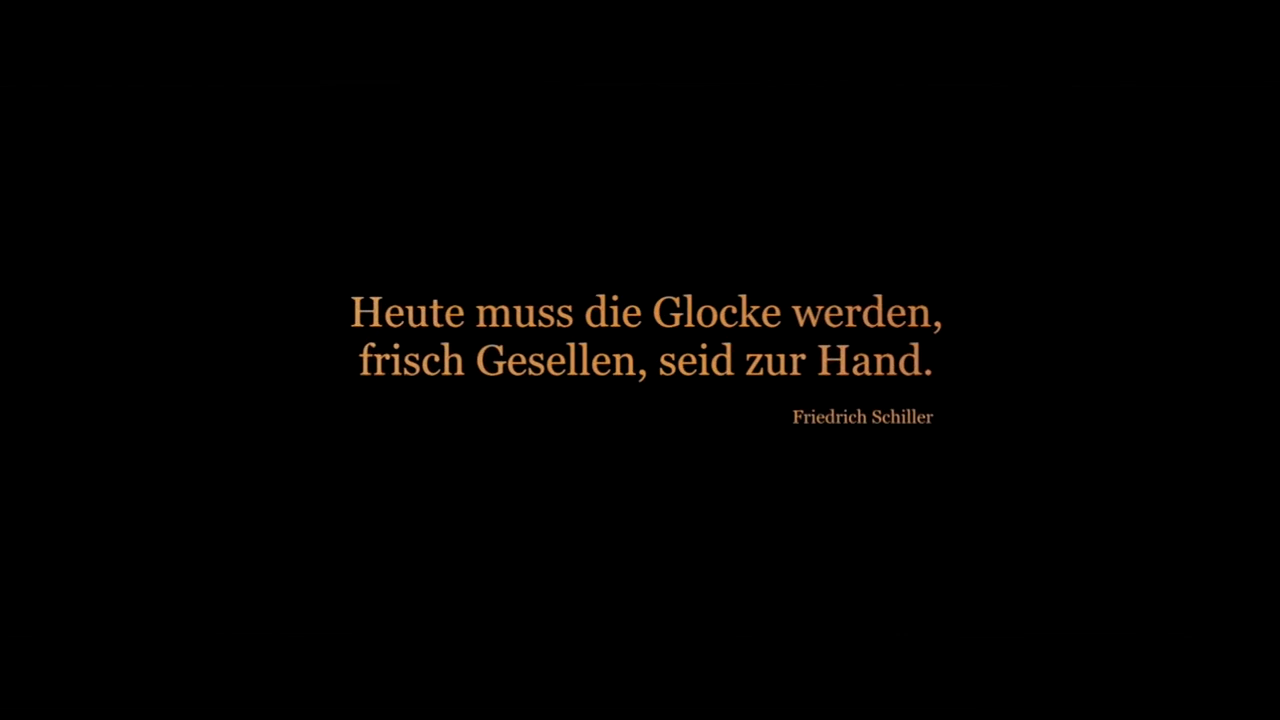 Heute muss die Glocke werden,
frisch Gesellen, seid zur Hand.
Friedrich Schiller